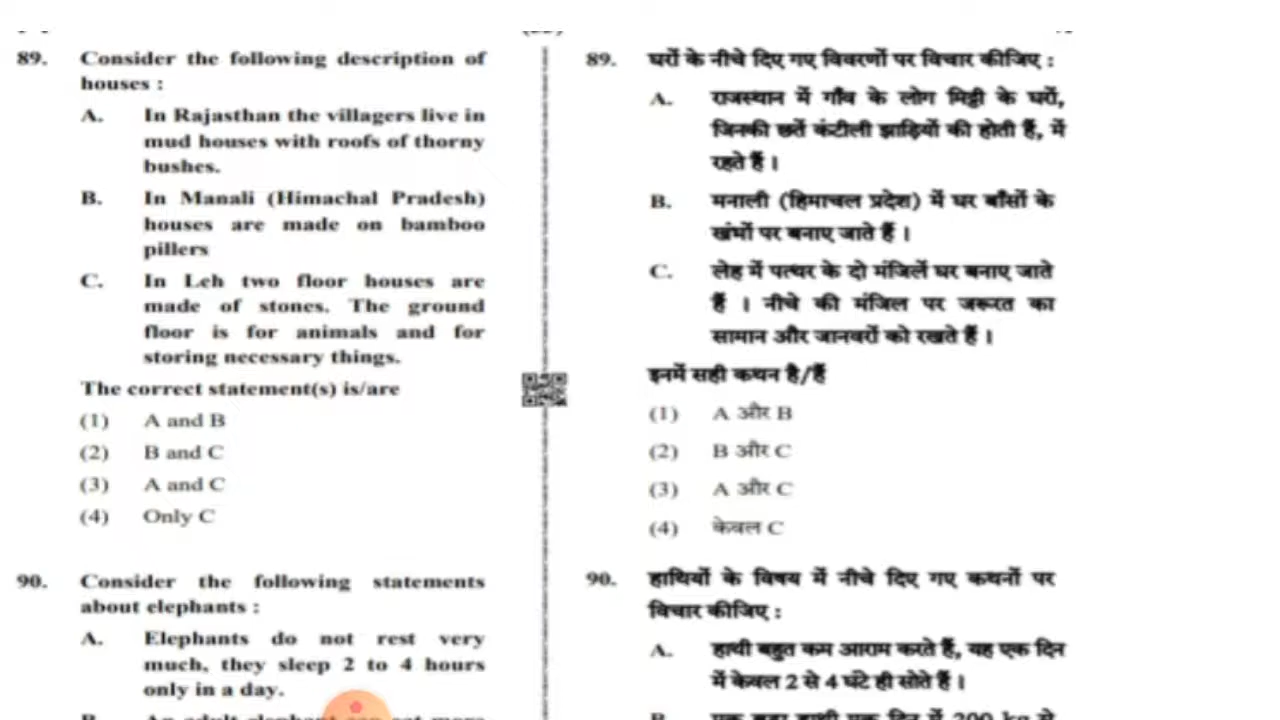 89. Consider the following description of
houses :
A. In Rajasthan the villagers live in
mud houses with roofs of thorny
bushes.
B. In Manali (Himachal Pradesh)
houses are made on bamboo
pillers
C. In Leh two floor houses are
made of stones. The ground
floor is for animals and for
storing necessary things.
The correct statement(s) is/are
(1) A and B
(2) B and C
(3) A and C
(4) Only C
90. Consider the following statements
about elephants :
A. Elephants do not rest very
much, they sleep 2 to 4 hours
only in a day.
89. घरों के नीचे दिए गए विवरणों पर विचार कीजिए :
A. राजस्थान में गाँव के लोग मिट्टी के घरों,
जिनकी छतें कंटीली झाड़ियों की होती हैं, में
रहते हैं ।
B. मनाली (हिमाचल प्रदेश) में घर बाँसों के
खंभों पर बनाए जाते हैं ।
C. लेह में पत्थर के दो मंजिलें घर बनाए जाते
हैं । नीचे की मंजिल पर जरूरत का
सामान और जानवरों को रखते हैं ।
इनमें सही कथन है/हैं
(1) A और B
(2) B और C
(3) A और C
(4) केवल C
90. हाथियों के विषय में नीचे दिए गए कथनों पर
विचार कीजिए :
A. हाथी बहुत कम आराम करते हैं, यह एक दिन
में केवल 2 से 4 घंटे ही सोते हैं ।